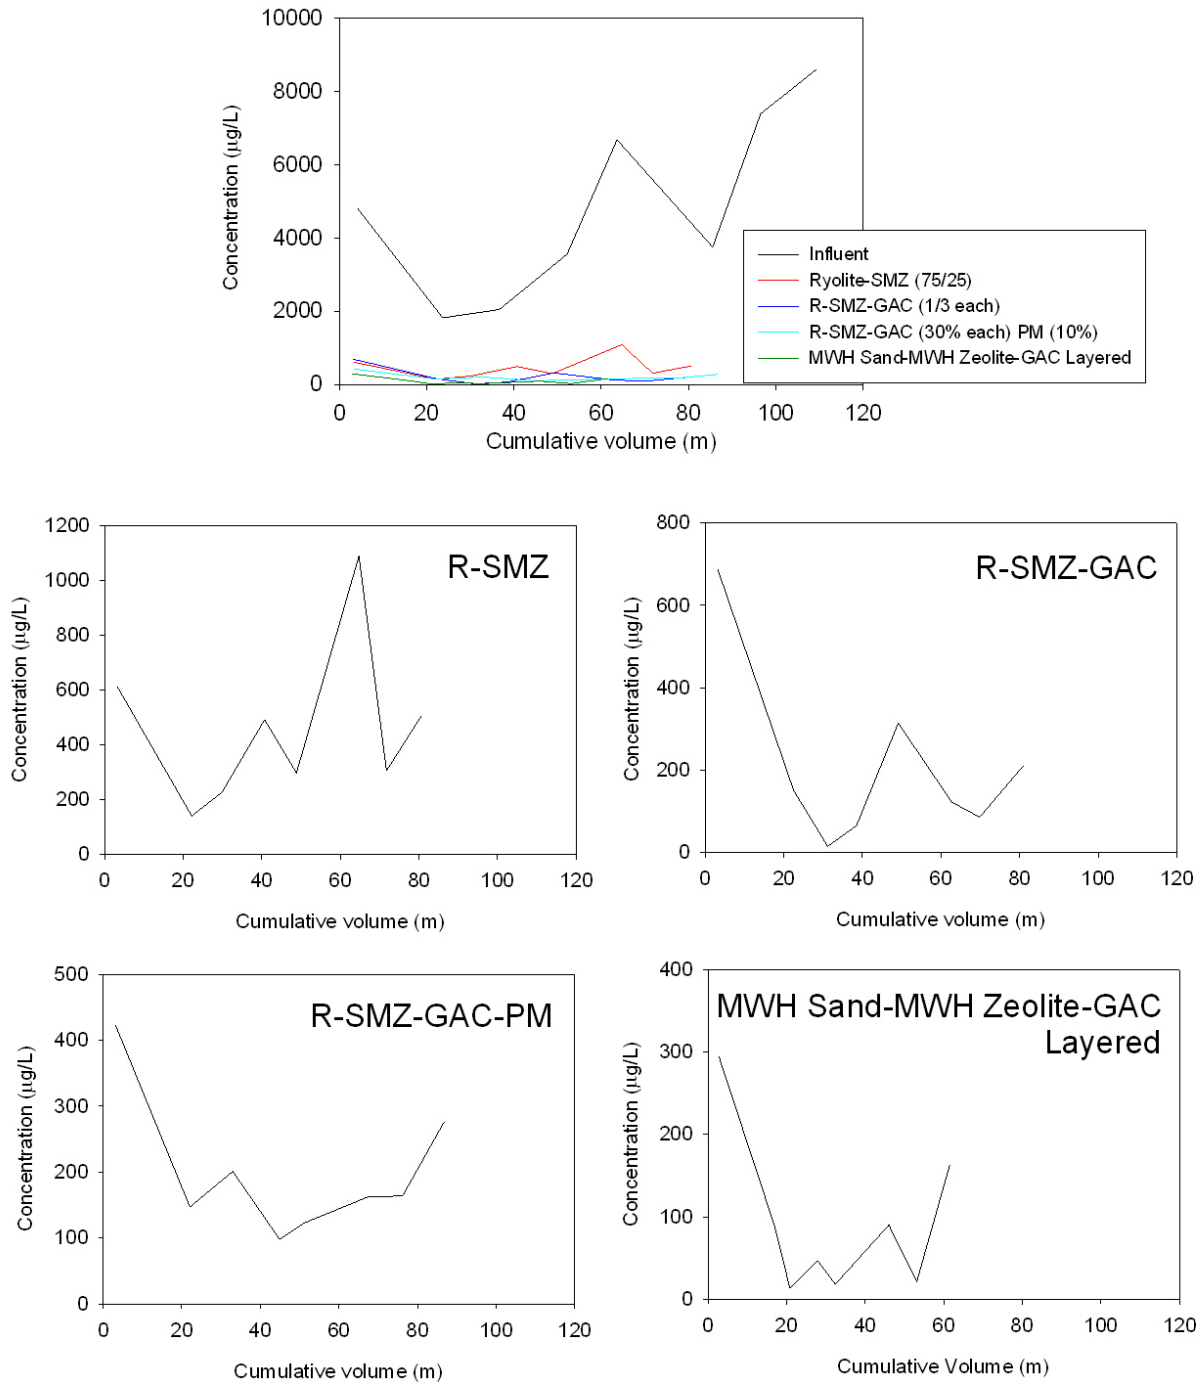 10000
8000
6000
4000
2000
0
Concentration (µg/L)
0 20 40 60 80 100 120
Cumulative volume (m)
Influent
Ryolite-SMZ (75/25)
R-SMZ-GAC (1/3 each)
R-SMZ-GAC (30% each) PM (10%)
MWH Sand-MWH Zeolite-GAC Layered
R-SMZ
1200
1000
800
600
400
200
0
Concentration (µg/L)
0 20 40 60 80 100 120
Cumulative volume (m)
R-SMZ-GAC
800
600
400
200
0
Concentration (µg/L)
0 20 40 60 80 100 120
Cumulative volume (m)
R-SMZ-GAC-PM
500
400
300
200
100
0
Concentration (µg/L)
0 20 40 60 80 100 120
Cumulative volume (m)
MWH Sand-MWH Zeolite-GAC
Layered
400
300
200
100
0
Concentration (µg/L)
0 20 40 60 80 100 120
Cumulative Volume (m)